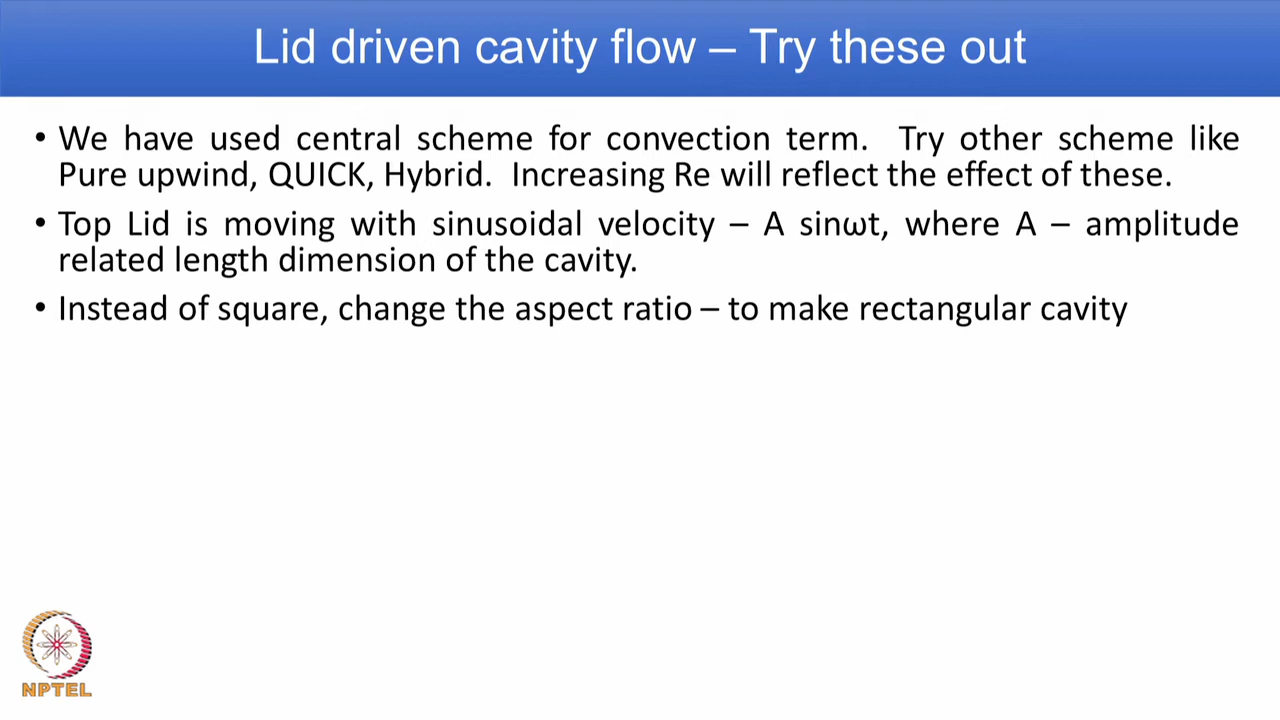 Lid driven cavity flow – Try these out
• We have used central scheme for convection term. Try other scheme like
Pure upwind, QUICK, Hybrid. Increasing Re will reflect the effect of these.
• Top Lid is moving with sinusoidal velocity – A sinωt, where A – amplitude
related length dimension of the cavity.
• Instead of square, change the aspect ratio – to make rectangular cavity
NPTEL